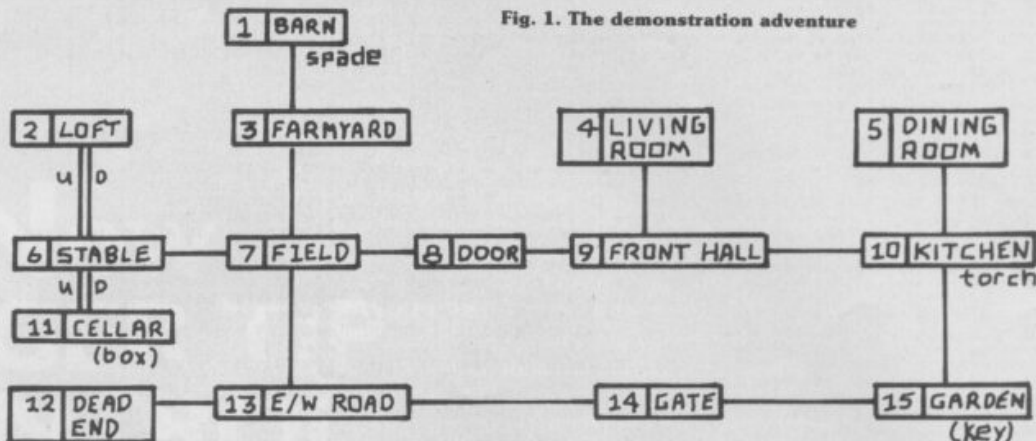 Fig. 1. The demonstration adventure
1 BARN
spade
2 LOFT
3 FARMYARD
4 LIVING
ROOM
5 DINING
ROOM
U D
6 STABLE
7 FIELD
8 DOOR
9 FRONT HALL
10 KITCHEN
torch
U D
11 CELLAR
(box)
12 DEAD
END
13 E/W ROAD
14 GATE
15 GARDEN
(key)